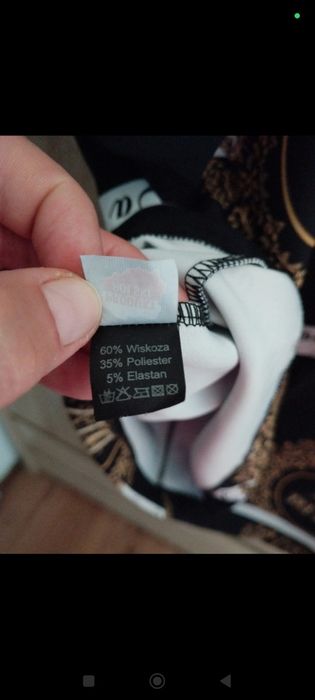 60% Wiskoza
35% Poliester
5% Elastan